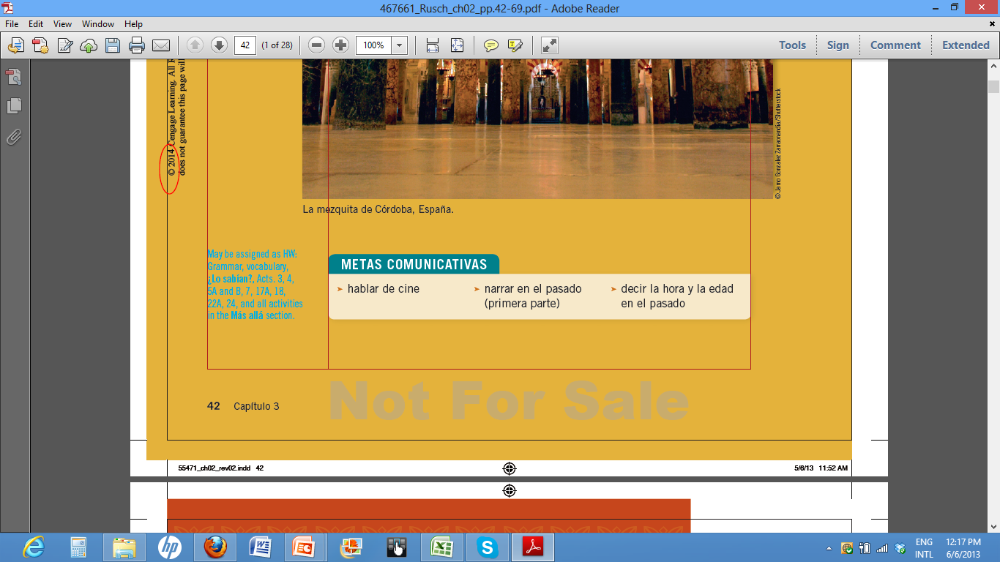 467661_Rusch_ch02_pp.42-69.pdf - Adobe Reader
File Edit View Window Help
42 (1 of 28) 100% Tools Sign Comment Extended
© 2014 Cengage Learning. All R
does not guarantee this page will
© Jamo Gonzalez Zarraonandia/Shutterstock
La mezquita de Córdoba, España.
May be assigned as HW:
Grammar, vocabulary,
¿Lo sabían?, Acts. 3, 4,
5A and B, 7, 17A, 18,
22A, 24, and all activities
in the Más allá section.
METAS COMUNICATIVAS
hablar de cine
narrar en el pasado
(primera parte)
decir la hora y la edad
en el pasado
Not For Sale
42 Capítulo 3
55471_ch02_rev02.indd 42 5/6/13 11:52 AM
ENG 12:17 PM
INTL 6/6/2013